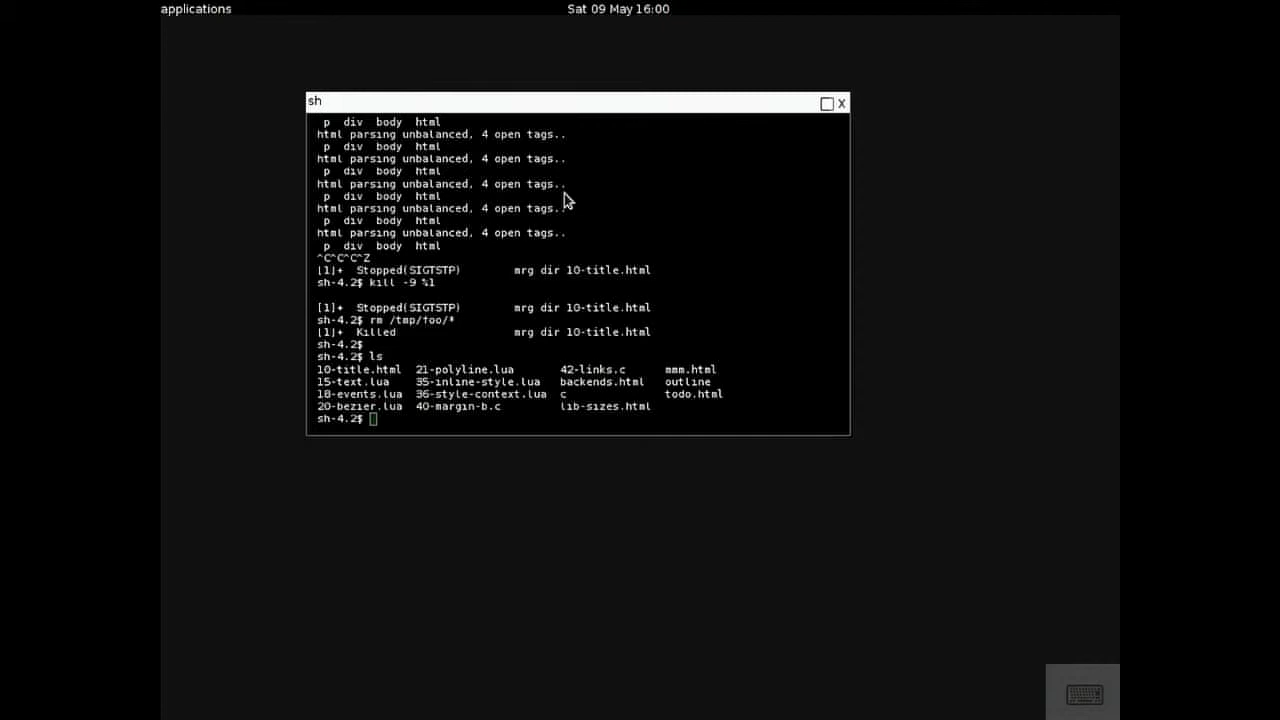 applications
Sat 09 May 16:00
sh
X
p div body html
html parsing unbalanced, 4 open tags..
p div body html
html parsing unbalanced, 4 open tags..
p div body html
html parsing unbalanced, 4 open tags..
p div body html
html parsing unbalanced, 4 open tags..
p div body html
html parsing unbalanced, 4 open tags..
p div body html
^C^C^C^Z
[1]+ Stopped(SIGTSTP) mrg dir 10-title.html
sh-4.2$ kill -9 %1
[1]+ Stopped(SIGTSTP) mrg dir 10-title.html
sh-4.2$ rm /tmp/foo/*
[1]+ Killed mrg dir 10-title.html
sh-4.2$
sh-4.2$ ls
10-title.html 21-polyline.lua 42-links.c mmm.html
15-text.lua 35-inline-style.lua backends.html outline
18-events.lua 36-style-context.lua c todo.html
20-bezier.lua 40-margin-b.c lib-sizes.html
sh-4.2$